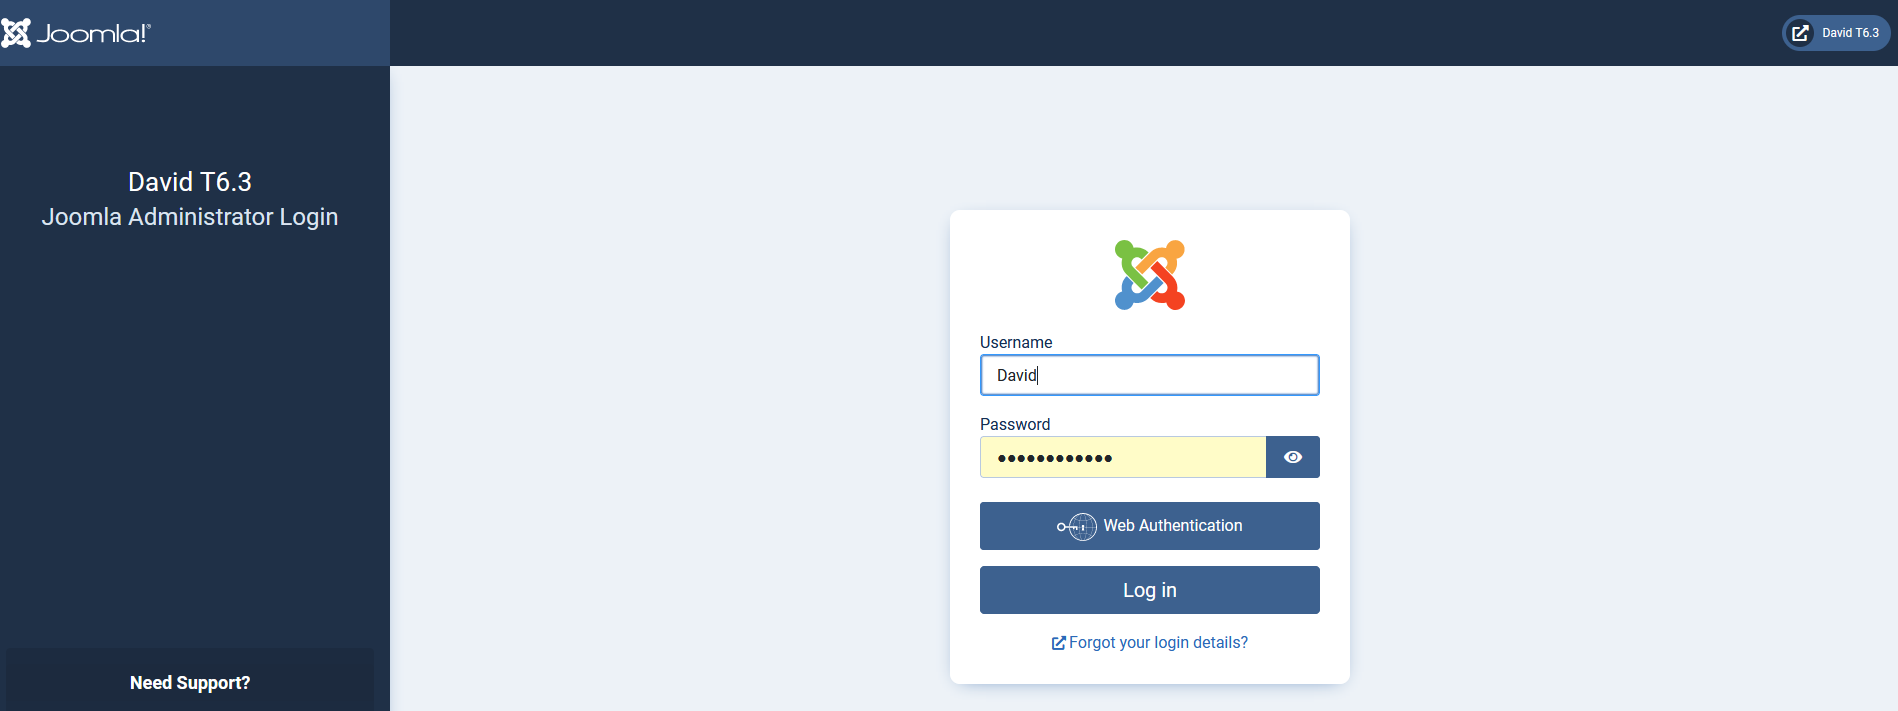 Joomla!®
David T6.3
David T6.3
Joomla Administrator Login
Username
David
Password
Web Authentication
Log in
Forgot your login details?
Need Support?